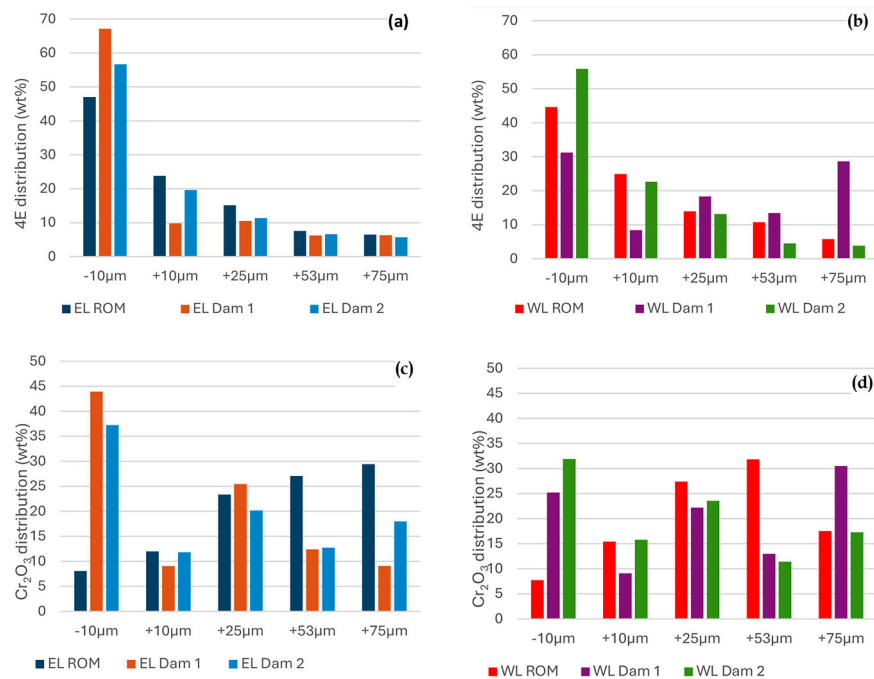 (a)
4E distribution (wt%)
70
60
50
40
30
20
10
0
-10µm +10µm +25µm +53µm +75µm
EL ROM EL Dam 1 EL Dam 2
(b)
4E distribution (wt%)
70
60
50
40
30
20
10
0
-10µm +10µm +25µm +53µm +75µm
WL ROM WL Dam 1 WL Dam 2
(c)
Cr₂O₃ distribution (wt%)
50
45
40
35
30
25
20
15
10
5
0
-10µm +10µm +25µm +53µm +75µm
EL ROM EL Dam 1 EL Dam 2
(d)
Cr₂O₃ distribution (wt%)
50
45
40
35
30
25
20
15
10
5
0
-10µm +10µm +25µm +53µm +75µm
WL ROM WL Dam 1 WL Dam 2